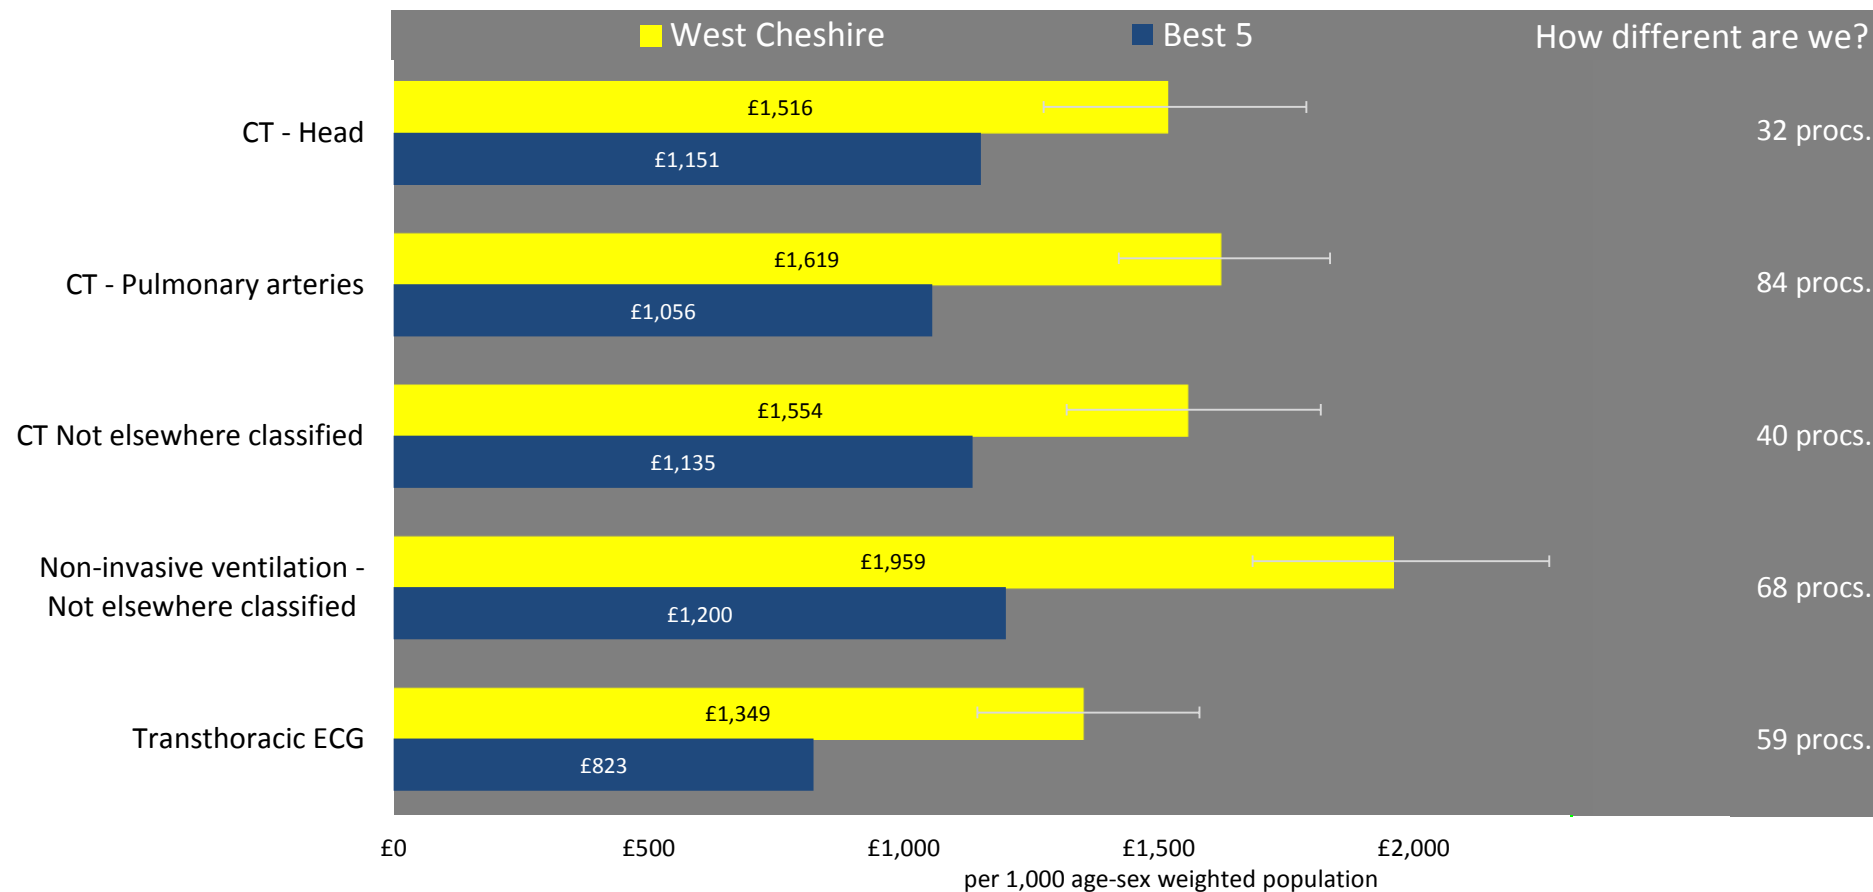 West Cheshire
Best 5
How different are we?
CT - Head
£1,516
£1,151
32 procs.
CT - Pulmonary arteries
£1,619
£1,056
84 procs.
CT Not elsewhere classified
£1,554
£1,135
40 procs.
Non-invasive ventilation -
Not elsewhere classified
£1,959
£1,200
68 procs.
Transthoracic ECG
£1,349
£823
59 procs.
£0 £500 £1,000 £1,500 £2,000
per 1,000 age-sex weighted population